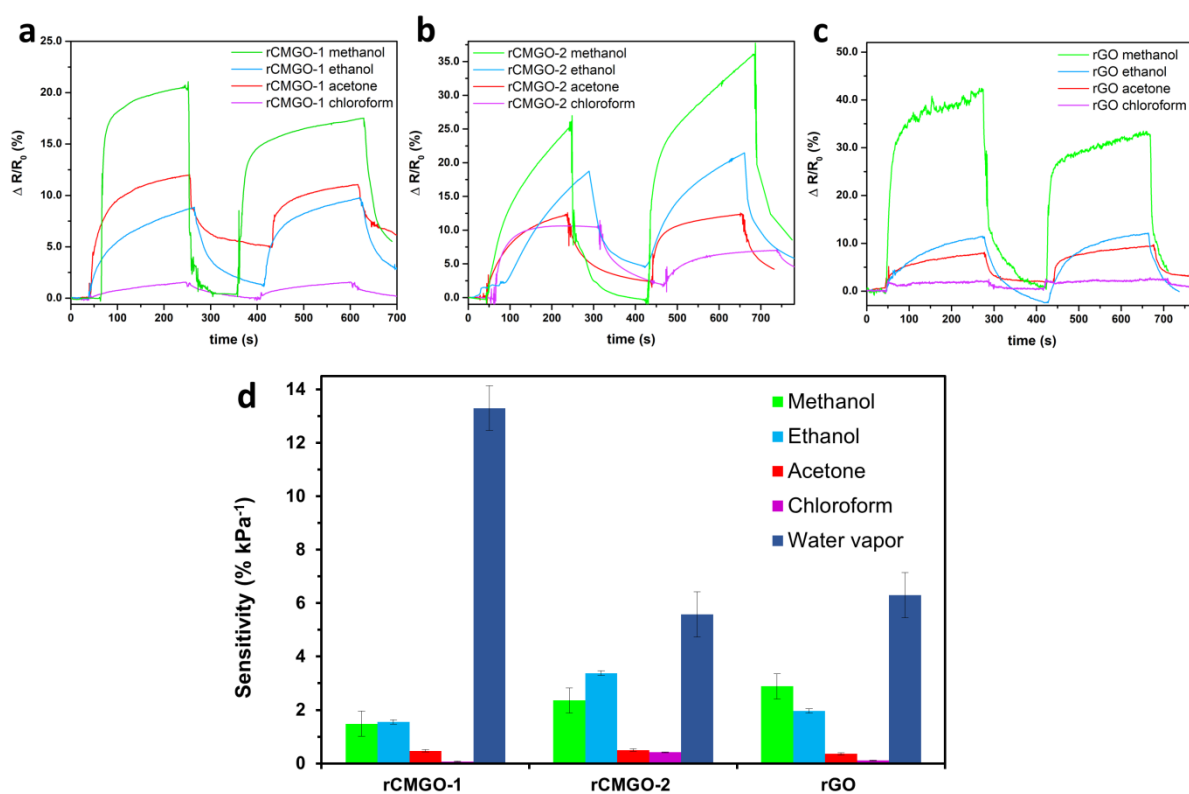 a
25.0
20.0
15.0
10.0
5.0
0.0
Δ R/R0 (%)
rCMGO-1 methanol
rCMGO-1 ethanol
rCMGO-1 acetone
rCMGO-1 chloroform
0 100 200 300 400 500 600 700
time (s)
b
35.0
30.0
25.0
20.0
15.0
10.0
5.0
0.0
Δ R/R0 (%)
rCMGO-2 methanol
rCMGO-2 ethanol
rCMGO-2 acetone
rCMGO-2 chloroform
0 100 200 300 400 500 600 700
time (s)
c
50.0
40.0
30.0
20.0
10.0
0.0
Δ R/R0 (%)
rGO methanol
rGO ethanol
rGO acetone
rGO chloroform
0 100 200 300 400 500 600 700
time (s)
d
14
12
10
8
6
4
2
0
Sensitivity (% kPa-1)
Methanol
Ethanol
Acetone
Chloroform
Water vapor
rCMGO-1 rCMGO-2 rGO